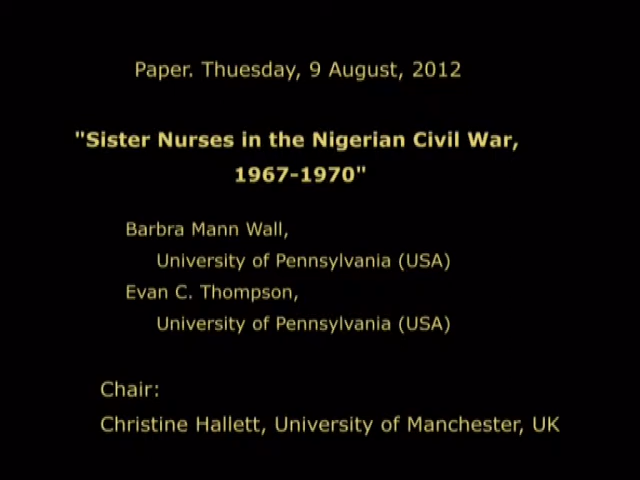 Paper. Thuesday, 9 August, 2012
"Sister Nurses in the Nigerian Civil War,
1967-1970"
Barbra Mann Wall,
University of Pennsylvania (USA)
Evan C. Thompson,
University of Pennsylvania (USA)
Chair:
Christine Hallett, University of Manchester, UK